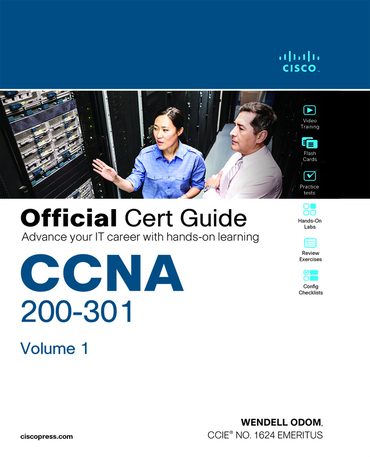 CISCO
Video
Training
Flash
Cards
Practice
tests
Official Cert Guide
Advance your IT career with hands-on learning
Hands-On
Labs
CCNA
Review
Exercises
200-301
Config
Checklists
Volume 1
WENDELL ODOM,
CCIE® NO. 1624 EMERITUS
ciscopress.com